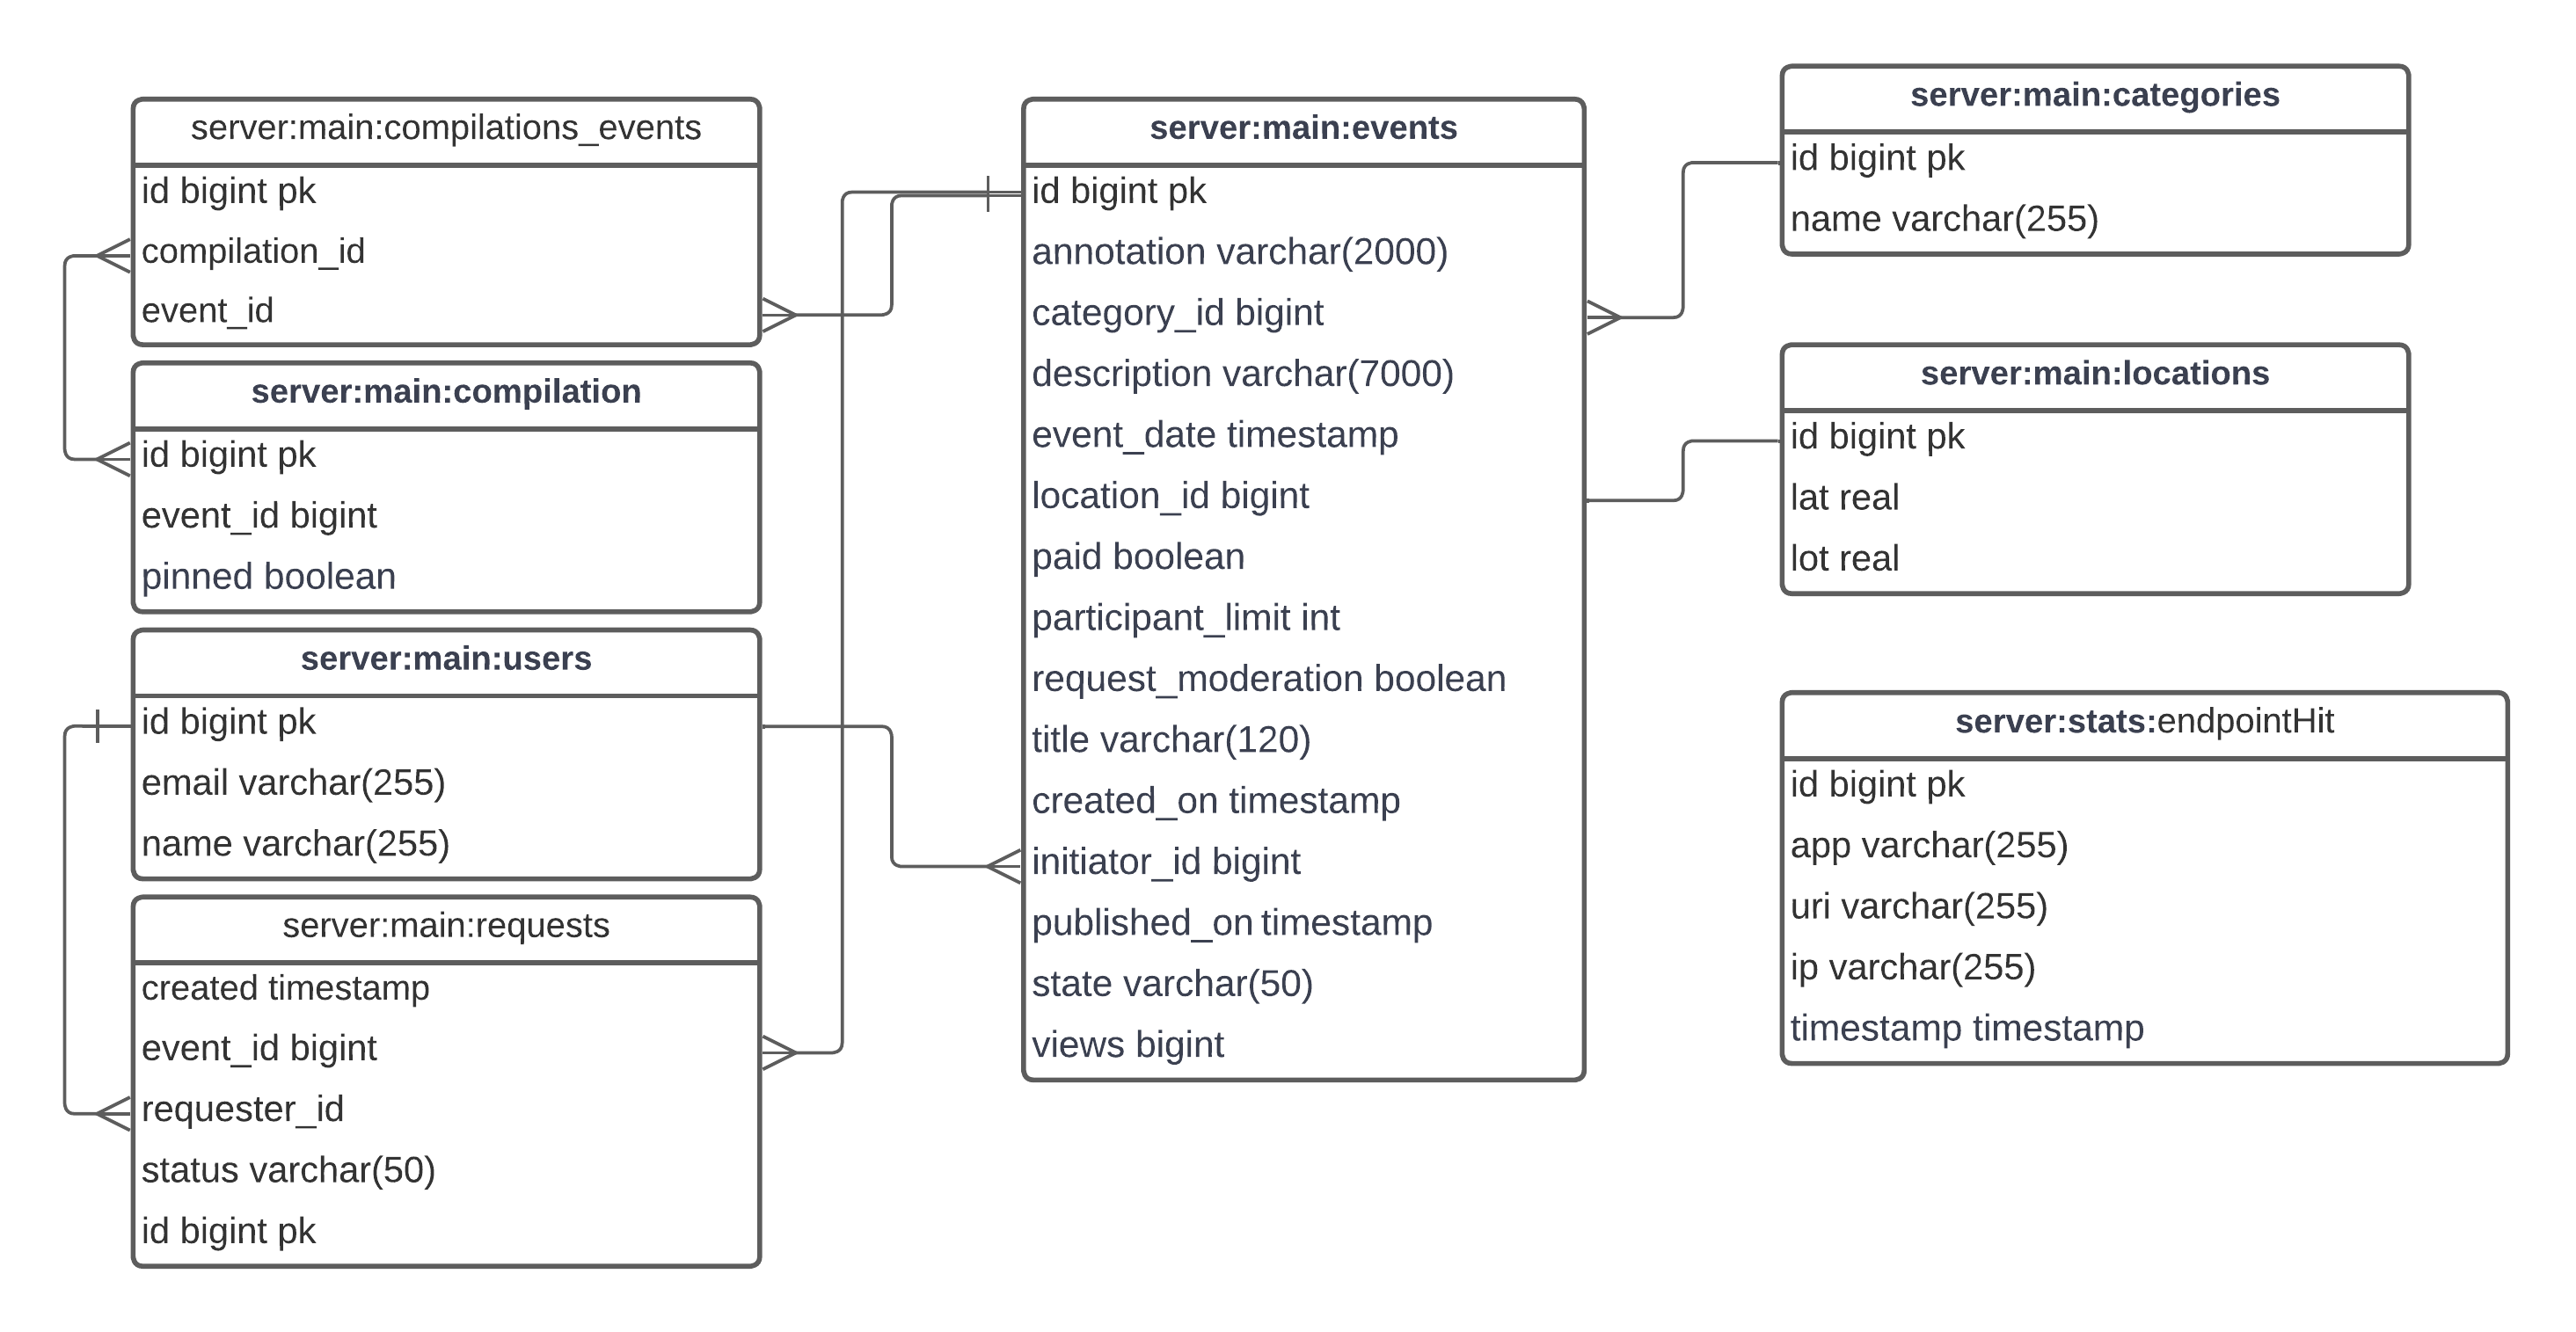 server:main:compilations_events
id bigint pk
compilation_id
event_id
server:main:compilation
id bigint pk
event_id bigint
pinned boolean
server:main:users
id bigint pk
email varchar(255)
name varchar(255)
server:main:requests
created timestamp
event_id bigint
requester_id
status varchar(50)
id bigint pk
server:main:events
id bigint pk
annotation varchar(2000)
category_id bigint
description varchar(7000)
event_date timestamp
location_id bigint
paid boolean
participant_limit int
request_moderation boolean
title varchar(120)
created_on timestamp
initiator_id bigint
published_on timestamp
state varchar(50)
views bigint
server:main:categories
id bigint pk
name varchar(255)
server:main:locations
id bigint pk
lat real
lot real
server:stats:endpointHit
id bigint pk
app varchar(255)
uri varchar(255)
ip varchar(255)
timestamp timestamp